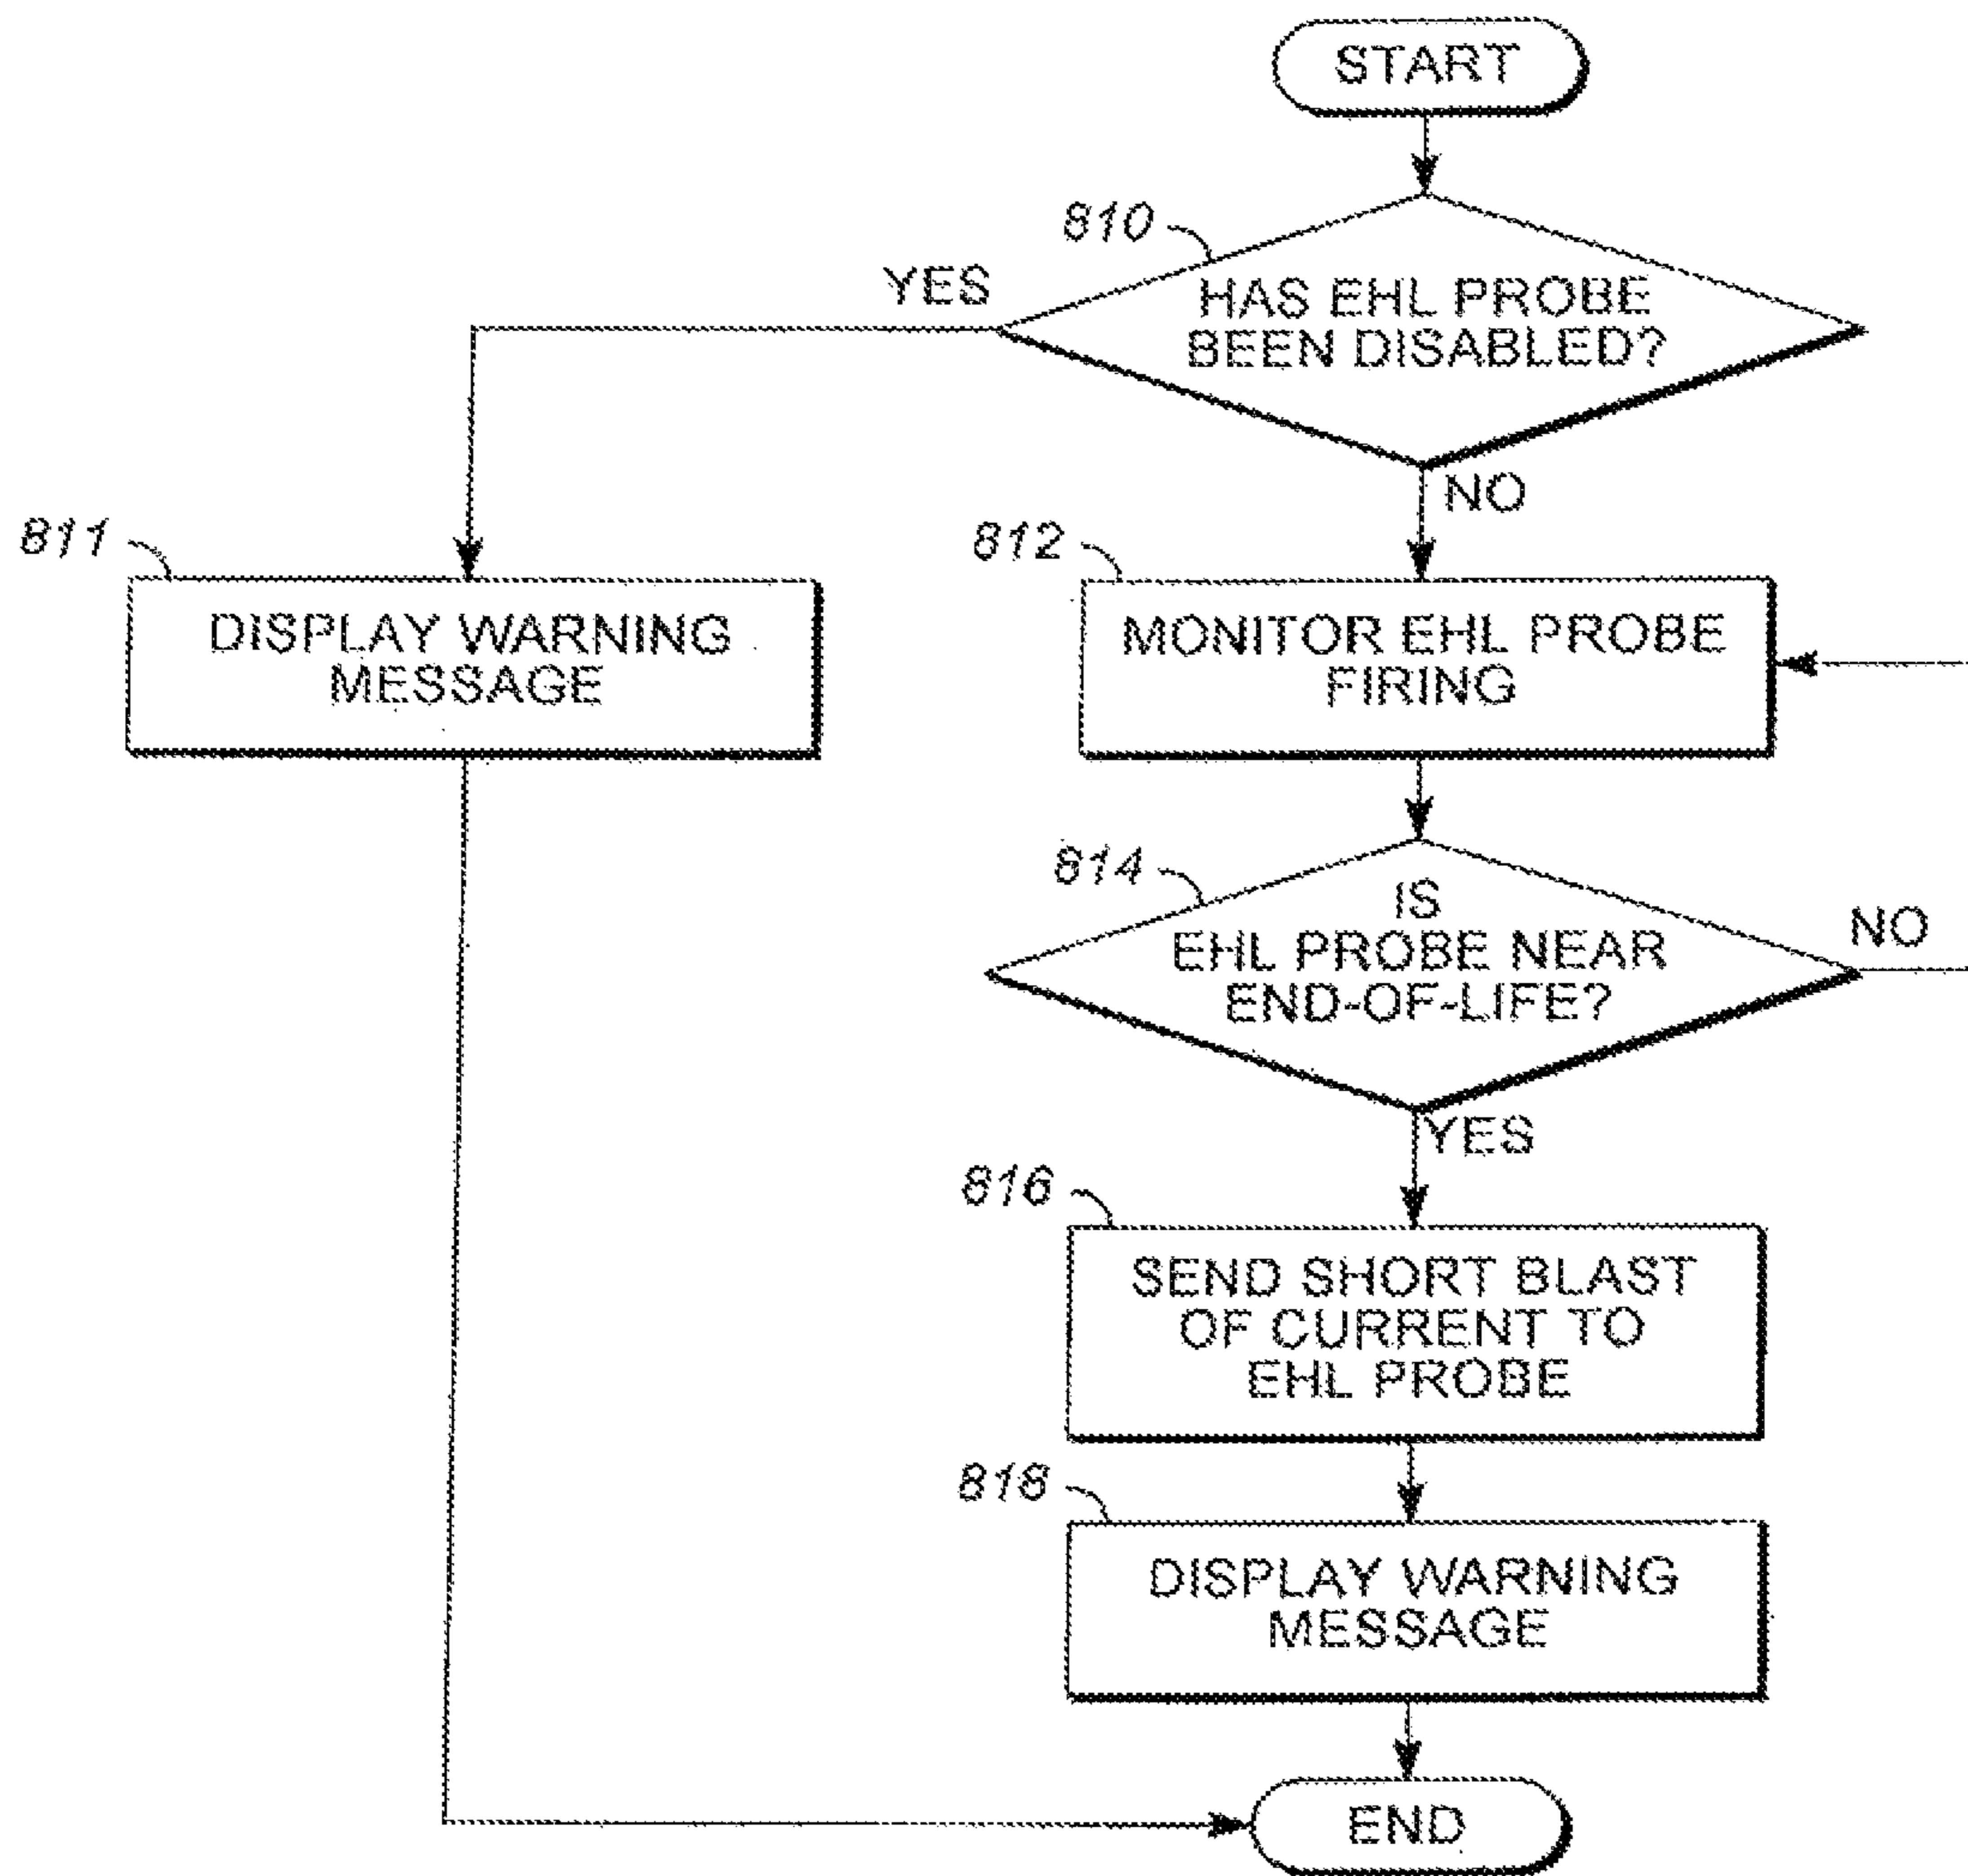 START
810
HAS EHL PROBE
BEEN DISABLED?
YES
NO
811
DISPLAY WARNING
MESSAGE
812
MONITOR EHL PROBE
FIRING
814
IS
EHL PROBE NEAR
END-OF-LIFE?
NO
YES
816
SEND SHORT BLAST
OF CURRENT TO
EHL PROBE
818
DISPLAY WARNING
MESSAGE
END